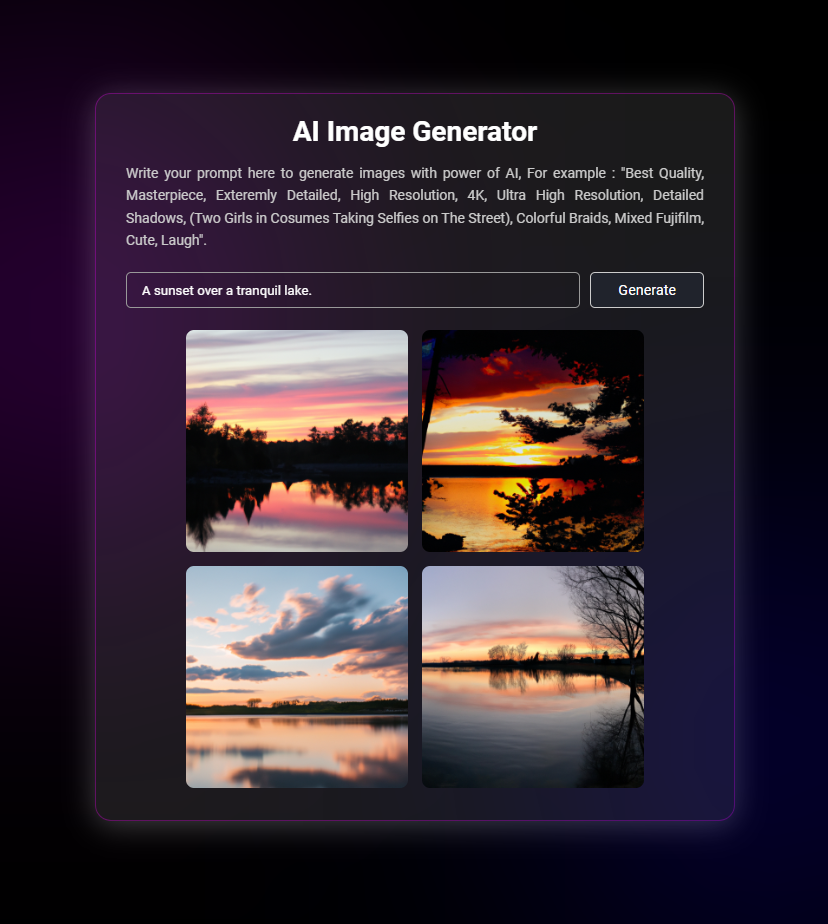 AI Image Generator
Write your prompt here to generate images with power of AI, For example : "Best Quality,
Masterpiece, Exteremly Detailed, High Resolution, 4K, Ultra High Resolution, Detailed
Shadows, (Two Girls in Cosumes Taking Selfies on The Street), Colorful Braids, Mixed Fujifilm,
Cute, Laugh".
A sunset over a tranquil lake.
Generate